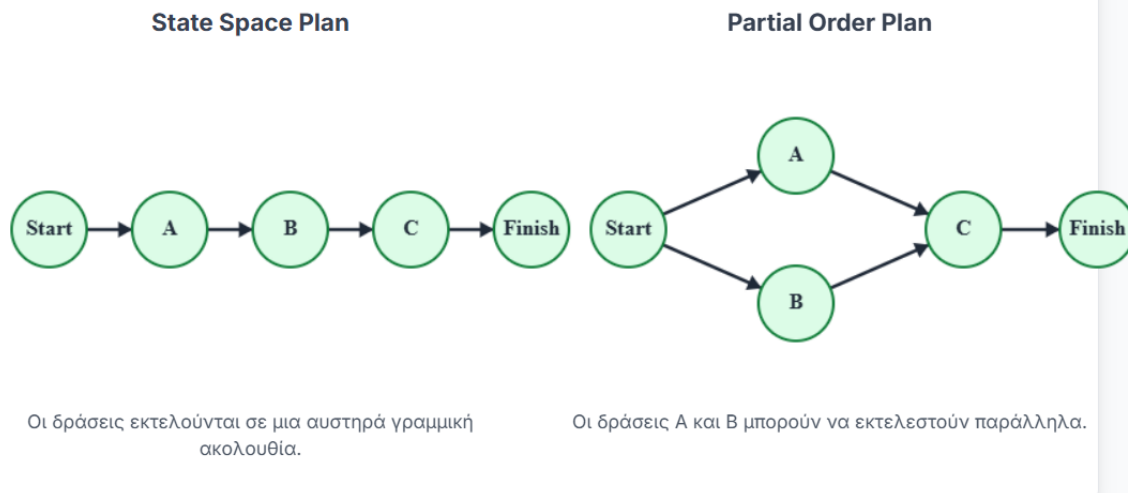 State Space Plan
Start
A
B
C
Finish
Οι δράσεις εκτελούνται σε μια αυστηρά γραμμική
ακολουθία.
Partial Order Plan
Start
A
B
C
Finish
Οι δράσεις Α και Β μπορούν να εκτελεστούν παράλληλα.